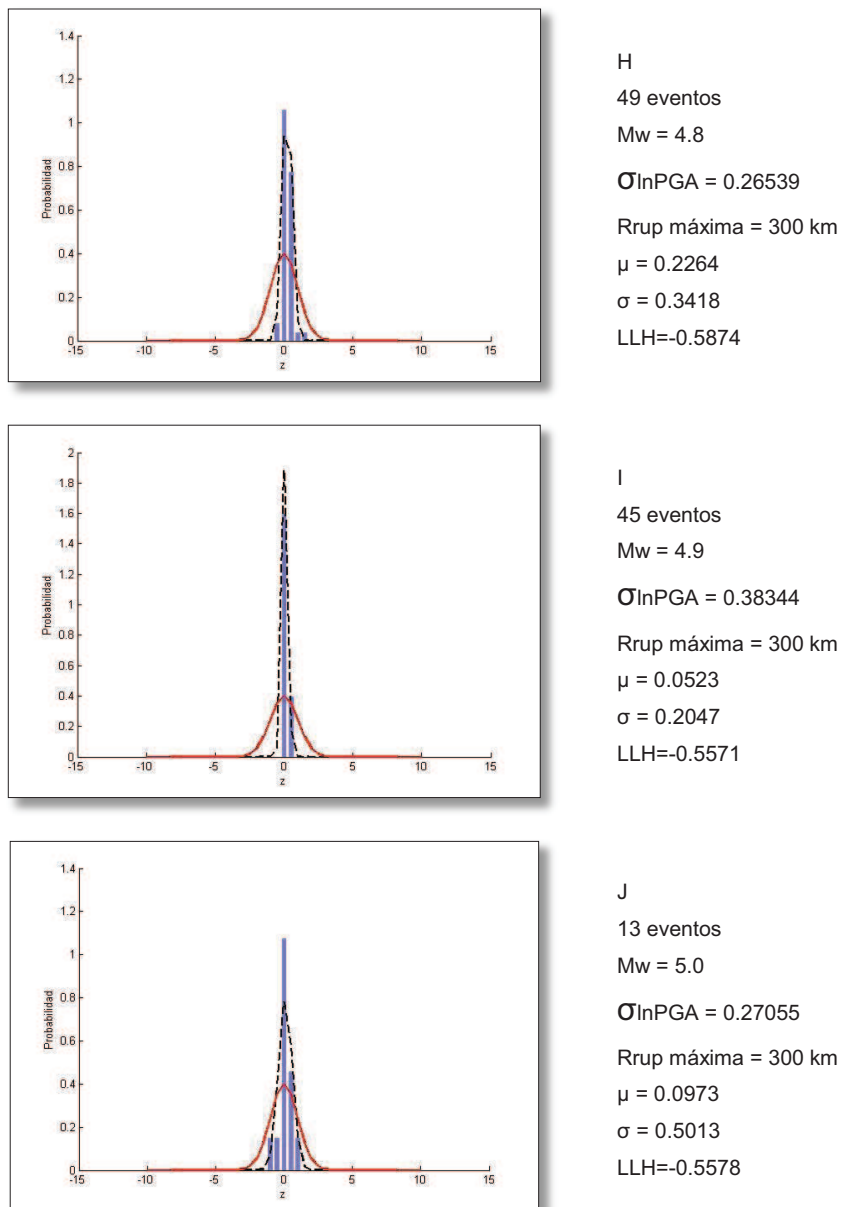 1.4
1.2
1
0.8
0.6
0.4
0.2
0
Probabilidad
-15 -10 -5 0 5 10 15
z
H
49 eventos
Mw = 4.8
σlnPGA = 0.26539
Rrup máxima = 300 km
μ = 0.2264
σ = 0.3418
LLH=-0.5874
2
1.8
1.6
1.4
1.2
1
0.8
0.6
0.4
0.2
0
Probabilidad
-15 -10 -5 0 5 10 15
z
I
45 eventos
Mw = 4.9
σlnPGA = 0.38344
Rrup máxima = 300 km
μ = 0.0523
σ = 0.2047
LLH=-0.5571
1.4
1.2
1
0.8
0.6
0.4
0.2
0
Probabilidad
-15 -10 -5 0 5 10 15
z
J
13 eventos
Mw = 5.0
σlnPGA = 0.27055
Rrup máxima = 300 km
μ = 0.0973
σ = 0.5013
LLH=-0.5578